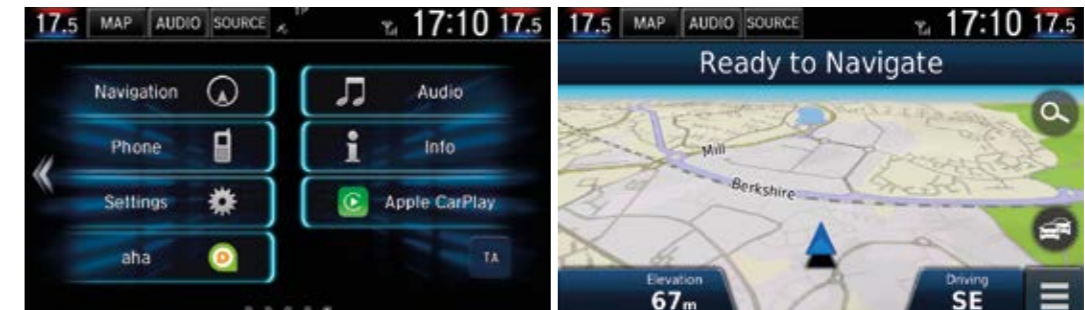 17.5 MAP AUDIO SOURCE 17:10 17.5
Navigation
Audio
Phone
Info
Settings
Apple CarPlay
aha
TA
17.5 MAP AUDIO SOURCE 17:10 17.5
Ready to Navigate
Mill
Berkshire
Elevation
67m
Driving
SE